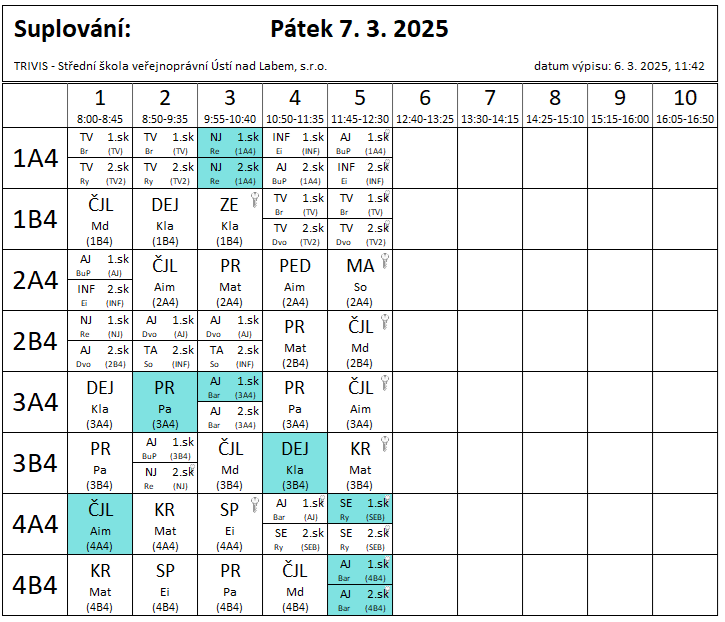 Suplování: Pátek 7. 3. 2025
TRIVIS - Střední škola veřejnoprávní Ústí nad Labem, s.r.o. datum výpisu: 6. 3. 2025, 11:42
1 2 3 4 5 6 7 8 9 10
8:00-8:45 8:50-9:35 9:55-10:40 10:50-11:35 11:45-12:30 12:40-13:25 13:30-14:15 14:25-15:10 15:15-16:00 16:05-16:50
1A4
TV 1.sk TV 1.sk NJ 1.sk INF 1.sk AJ 1.sk
Br (TV) Br (TV) Re (1A4) Ei (INF) BuP (1A4)
TV 2.sk TV 2.sk NJ 2.sk AJ 2.sk INF 2.sk
Ry (TV2) Ry (TV2) Re (1A4) BuP (1A4) Ei (INF)
1B4
ČJL DEJ ZE TV 1.sk TV 1.sk
Md Kla Kla Br (TV) Br (TV)
(1B4) (1B4) (1B4) TV 2.sk TV 2.sk
Dvo (TV2) Dvo (TV2)
2A4
AJ 1.sk ČJL PR PED MA
BuP (AJ) Aim Mat Aim So
INF 2.sk (2A4) (2A4) (2A4) (2A4)
Ei (INF)
2B4
NJ 1.sk AJ 1.sk AJ 1.sk PR ČJL
Re (NJ) Dvo (AJ) Dvo (AJ) Mat Md
AJ 2.sk TA 2.sk TA 2.sk (2B4) (2B4)
Dvo (2B4) So (INF) So (INF)
3A4
DEJ PR AJ 1.sk PR ČJL
Kla Pa Bar (3A4) Pa Aim
(3A4) (3A4) AJ 2.sk (3A4) (3A4)
Bar (3A4)
3B4
PR AJ 1.sk ČJL DEJ KR
Pa BuP (3B4) Md Kla Mat
(3B4) NJ 2.sk (3B4) (3B4) (3B4)
Re (NJ)
4A4
ČJL KR SP AJ 1.sk SE 1.sk
Aim Mat Ei Bar (AJ) Ry (SEB)
(4A4) (4A4) (4A4) SE 2.sk SE 2.sk
Ry (SEB) Ry (SEB)
4B4
KR SP PR ČJL AJ 1.sk
Mat Ei Pa Md Bar (4B4)
(4B4) (4B4) (4B4) (4B4) AJ 2.sk
Bar (4B4)